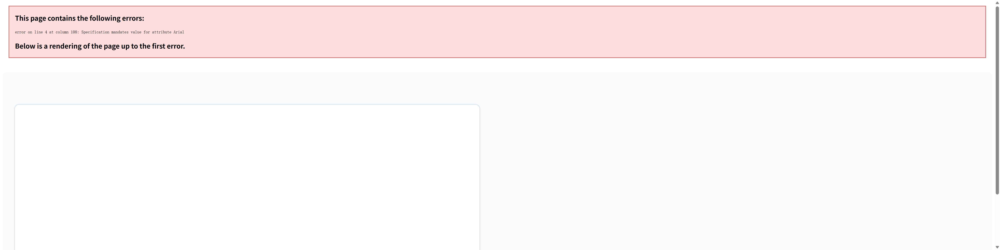 This page contains the following errors:
error on line 4 at column 108: Specification mandates value for attribute Arial
Below is a rendering of the page up to the first error.